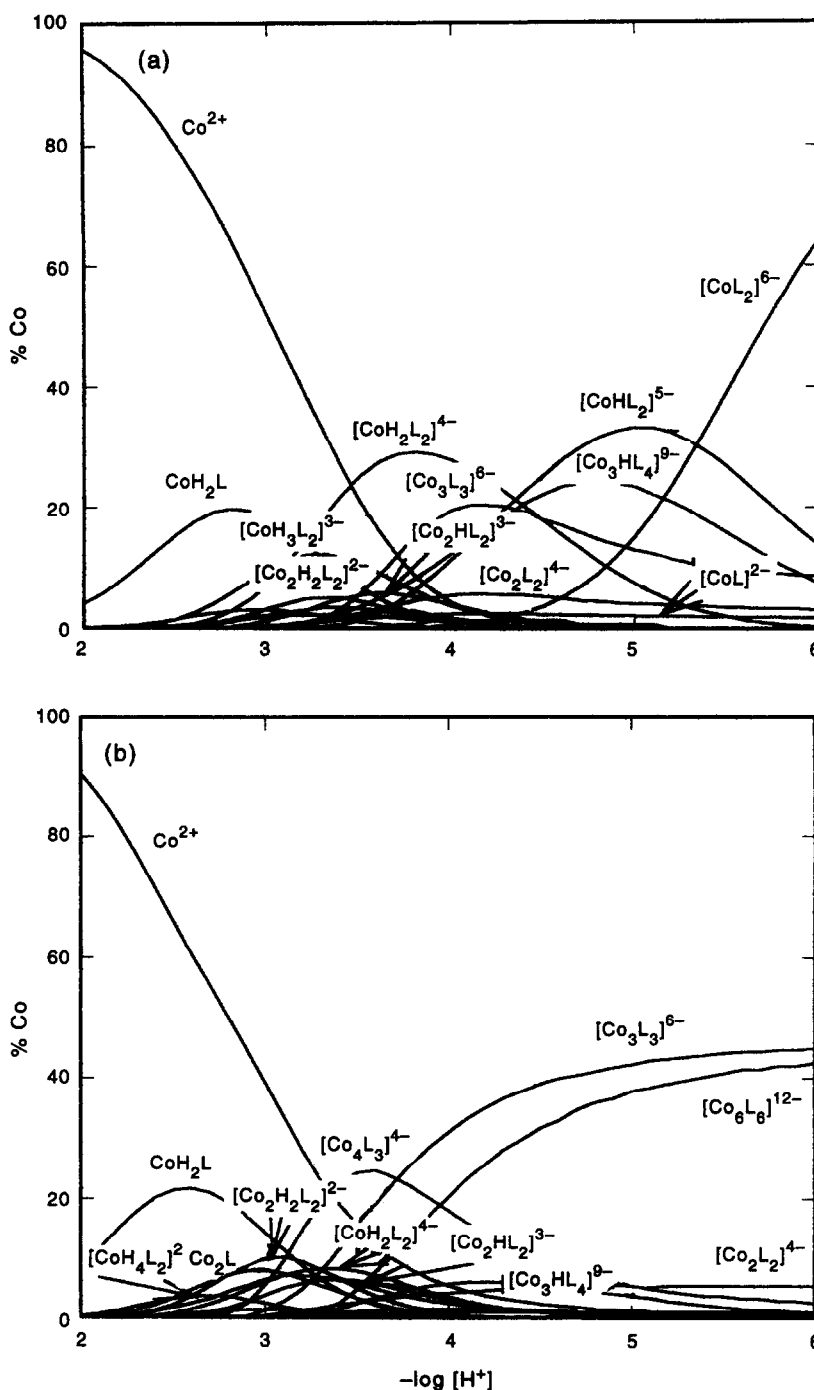 100
(a)
Co²⁺
80
60
[CoL₂]⁶⁻
% Co
40
[CoHL₂]⁵⁻
[CoH₂L₂]⁴⁻
[Co₃HL₄]⁹⁻
[Co₃L₃]⁶⁻
CoH₂L
20
[CoH₃L₂]³⁻
[Co₂HL₂]³⁻
[Co₂H₂L₂]²⁻
[Co₂L₂]⁴⁻
[CoL]²⁻
0
2 3 4 5 6
100
(b)
Co²⁺
80
60
% Co
[Co₃L₃]⁶⁻
40
[Co₆L₆]¹²⁻
[Co₄L₃]⁴⁻
CoH₂L
20
[Co₂H₂L₂]²⁻
[CoH₂L₂]⁴⁻
[Co₂HL₂]³⁻
[CoH₄L₂]² Co₂L
[Co₂L₂]⁴⁻
[Co₃HL₄]⁹⁻
0
2 3 4 5 6
−log [H⁺]